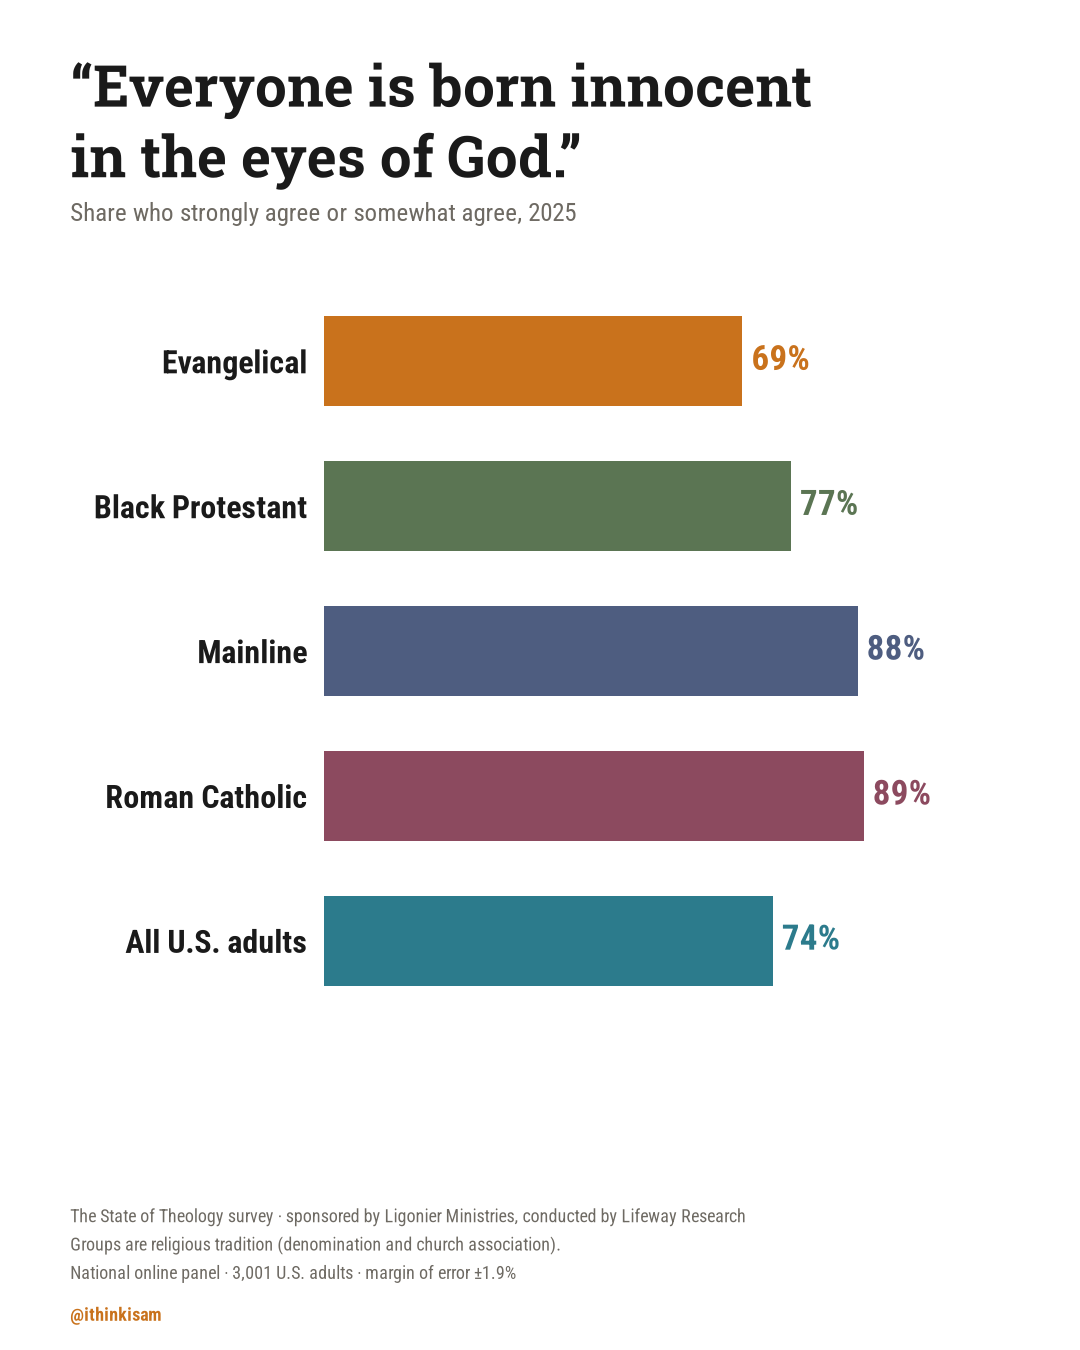 “Everyone is born innocent
in the eyes of God.”
Share who strongly agree or somewhat agree, 2025
Evangelical 69%
Black Protestant 77%
Mainline 88%
Roman Catholic 89%
All U.S. adults 74%
The State of Theology survey · sponsored by Ligonier Ministries, conducted by Lifeway Research
Groups are religious tradition (denomination and church association).
National online panel · 3,001 U.S. adults · margin of error ±1.9%
@ithinkisam